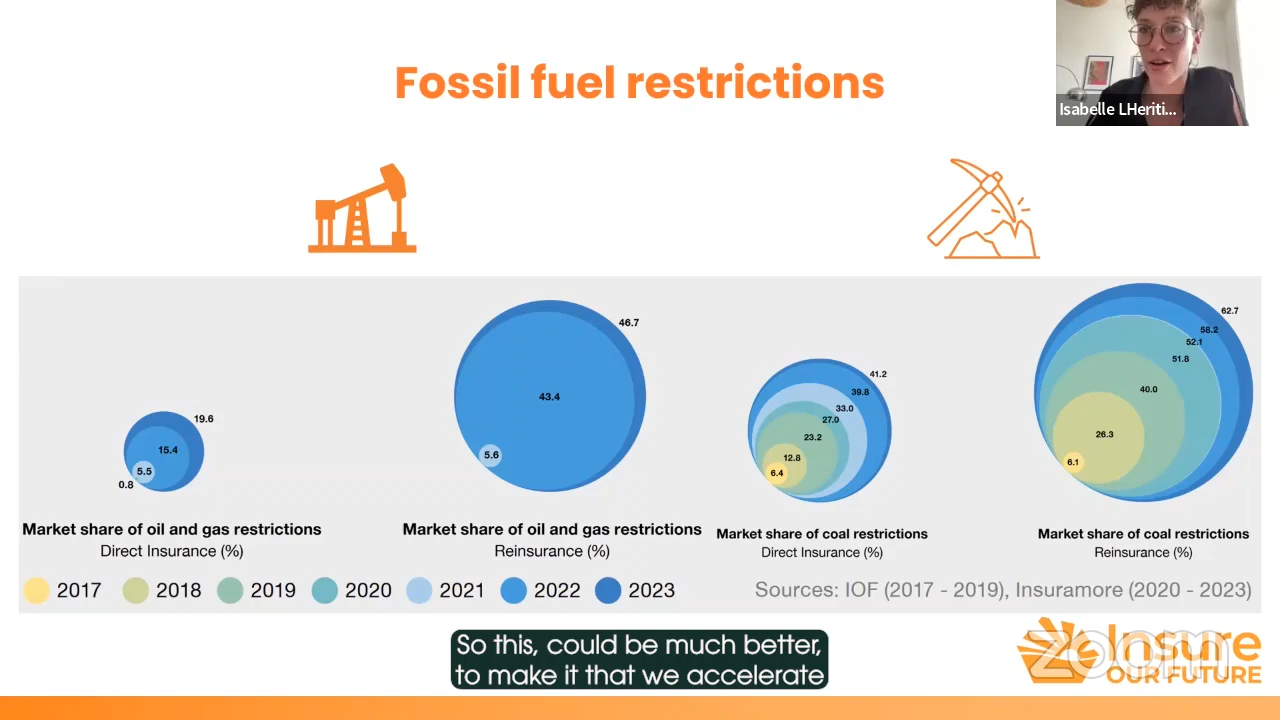 Fossil fuel restrictions
Isabelle LHeriti...
19.6
15.4
5.5
0.8
Market share of oil and gas restrictions
Direct Insurance (%)
46.7
43.4
5.6
Market share of oil and gas restrictions
Reinsurance (%)
41.2
39.8
33.0
27.0
23.2
12.8
6.4
Market share of coal restrictions
Direct Insurance (%)
62.7
58.2
52.1
51.8
40.0
26.3
6.1
Market share of coal restrictions
Reinsurance (%)
2017 2018 2019 2020 2021 2022 2023
Sources: IOF (2017 - 2019), Insuramore (2020 - 2023)
So this, could be much better,
to make it that we accelerate
Insure
OUR FUTURE
zoom